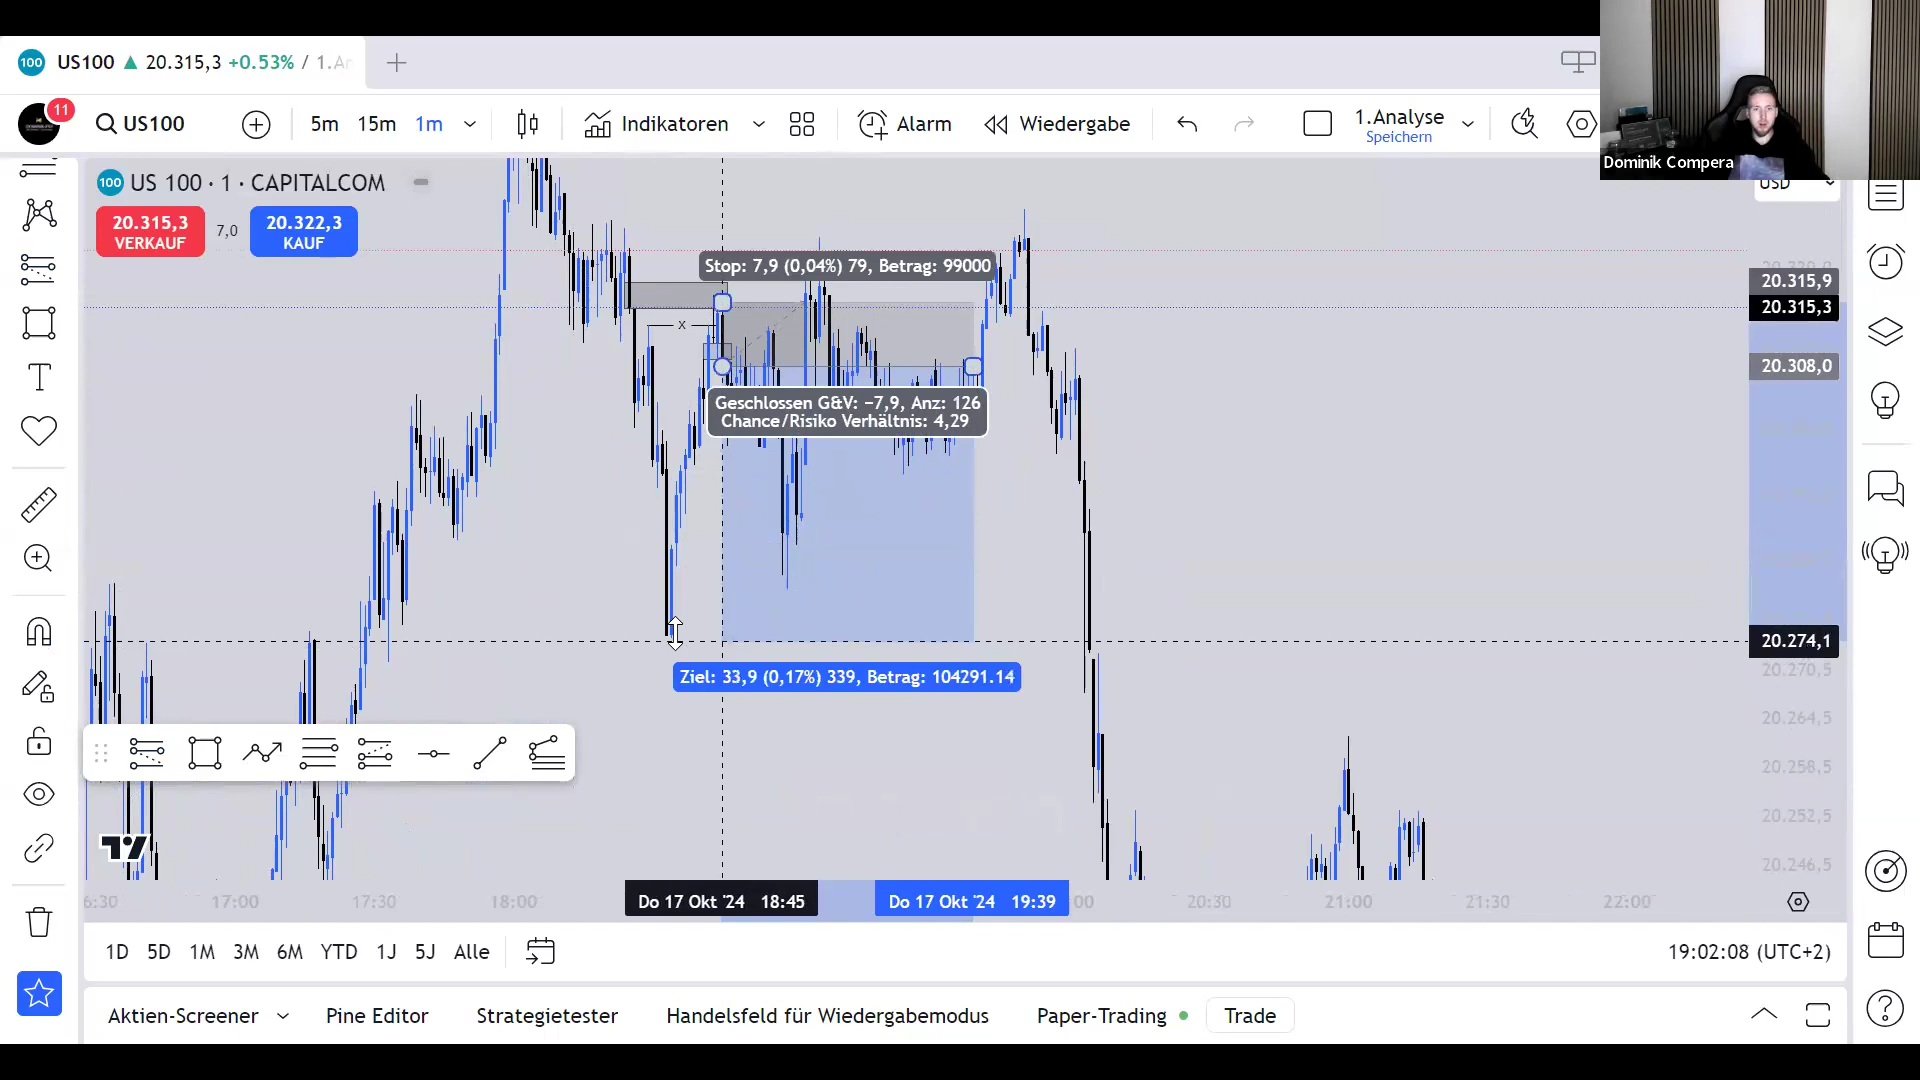 100 US100 ▲ 20.315,3 +0.53% / 1.An
11
US100
5m 15m 1m
Indikatoren
Alarm
Wiedergabe
1.Analyse
Speichern
Dominik Compera
100 US 100 · 1 · CAPITALCOM
USD
20.315,3
VERKAUF
7,0
20.322,3
KAUF
Stop: 7,9 (0,04%) 79, Betrag: 99000
20.315,9
20.315,3
x
20.308,0
Geschlossen G&V: −7,9, Anz: 126
Chance/Risiko Verhältnis: 4,29
20.274,1
20.270,5
Ziel: 33,9 (0,17%) 339, Betrag: 104291.14
20.264,5
20.258,5
20.252,5
20.246,5
6:30 17:00 17:30 18:00 Do 17 Okt '24 18:45 Do 17 Okt '24 19:39 :00 20:30 21:00 21:30 22:00
1D 5D 1M 3M 6M YTD 1J 5J Alle
19:02:08 (UTC+2)
Aktien-Screener
Pine Editor
Strategietester
Handelsfeld für Wiedergabemodus
Paper-Trading
Trade